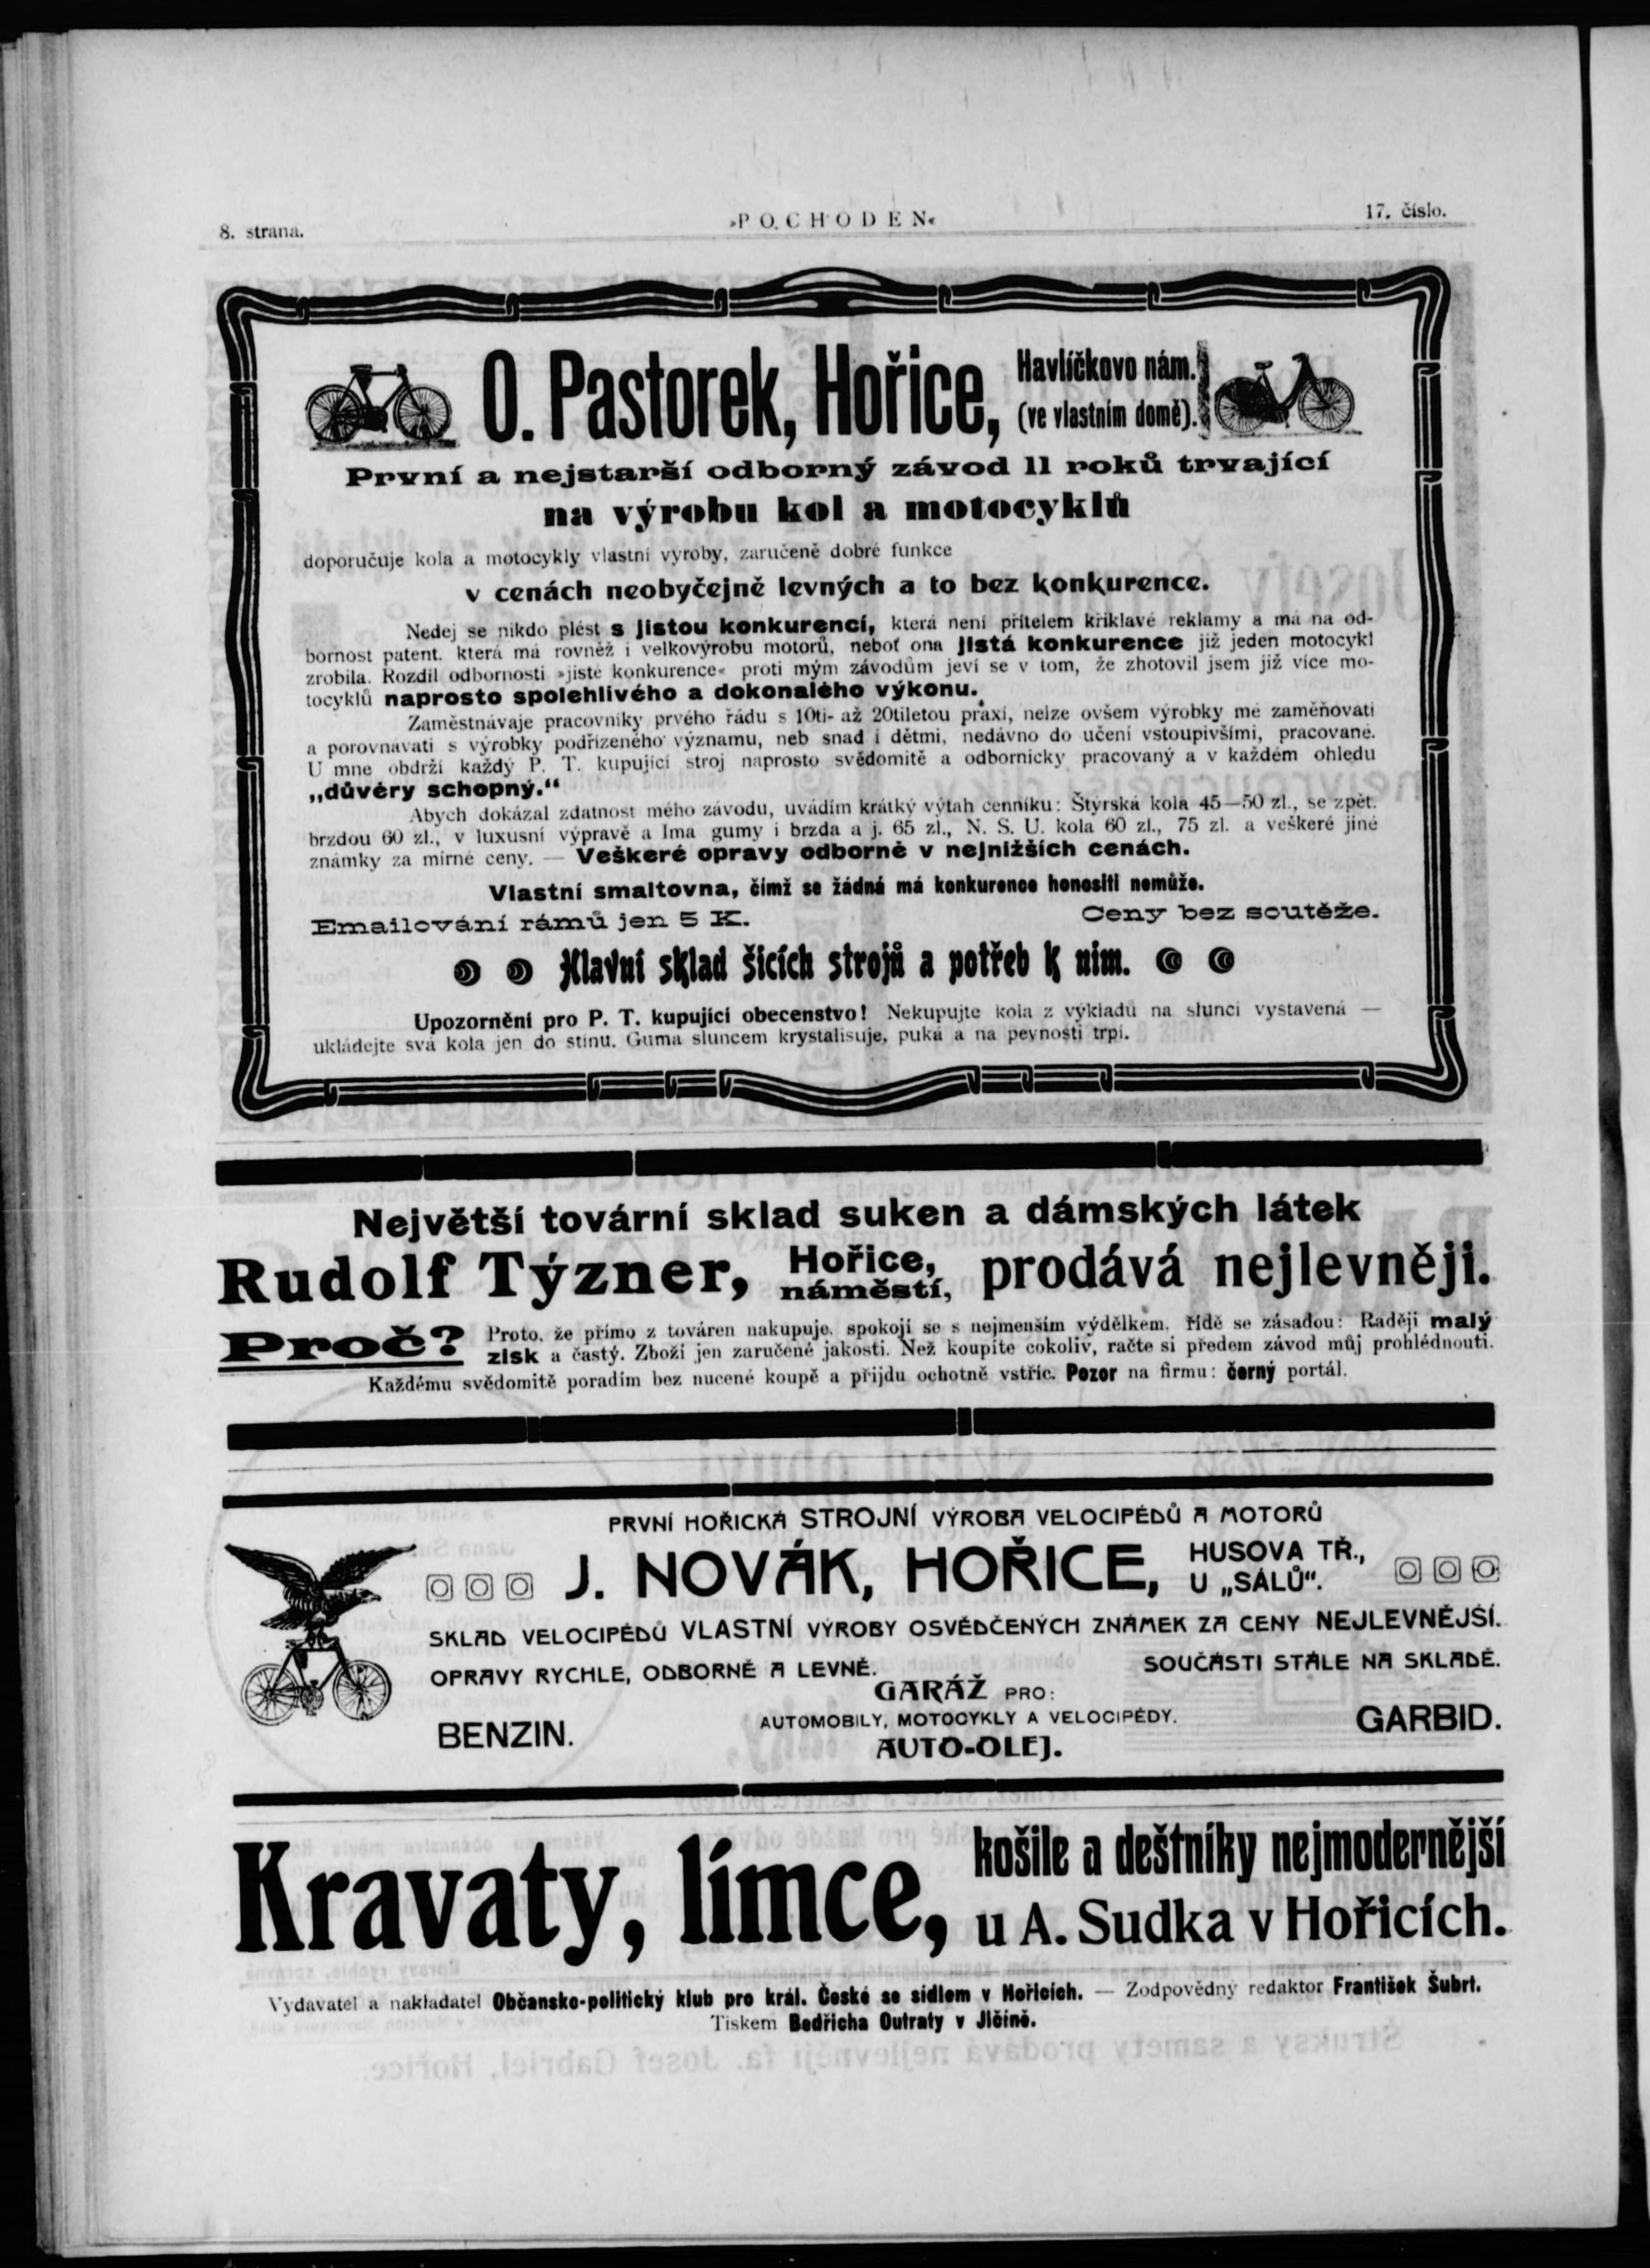 8. strana.
»POCHODEŇ«
17. číslo.
O. Pastorek, Hořice,
Havlíčkovo nám.
(ve vlastním domě).
První a nejstarší odborný závod 11 roků trvající
na výrobu kol a motocyklů
doporučuje kola a motocykly vlastní výroby, zaručeně dobré funkce
v cenách neobyčejně levných a to bez konkurence.
Nedej se nikdo plést s jistou konkurencí, která není přítelem křiklavé reklamy a má na od-
bornost patent. která má rovněž i velkovýrobu motorů, neboť ona jistá konkurence již jeden motocykl
zrobila. Rozdíl odbornosti »jisté konkurence« proti mým závodům jeví se v tom, že zhotovil jsem již více mo-
tocyklů naprosto spolehlivého a dokonalého výkonu.
Zaměstnávaje pracovníky prvého řádu s 10ti- až 20tiletou praxí, nelze ovšem výrobky mé zaměňovati
a porovnávati s výrobky podřízeného významu, neb snad i dětmi, nedávno do učení vstoupivšími, pracované.
U mne obdrží každý P. T. kupující stroj naprosto svědomitě a odbornicky pracovaný a v každém ohledu
„důvěry schopný.“
Abych dokázal zdatnost mého závodu, uvádím krátký výtah cenníku: Štýrská kola 45—50 zl., se zpět.
brzdou 60 zl., v luxusní výpravě a Ima gumy i brzda a j. 65 zl., N. S. U. kola 60 zl., 75 zl. a veškeré jiné
známky za mírné ceny. — Veškeré opravy odborně v nejnižších cenách.
Vlastní smaltovna, čímž se žádná má konkurence honositi nemůže.
Emailování rámů jen 5 K.
Ceny bez soutěže.
Hlavní sklad šicích strojů a potřeb k nim.
Upozornění pro P. T. kupující obecenstvo! Nekupujte kola z výkladu na slunci vystavená —
ukládejte svá kola jen do stínu. Guma sluncem krystalisuje, puká a na pevnosti trpí.
Největší tovární sklad suken a dámských látek
Rudolf Týzner,
Hořice,
náměstí,
prodává nejlevněji.
Proč?
Proto, že přímo z továren nakupuje, spokojí se s nejmenším výdělkem, řídě se zásadou: Raději malý
zisk a častý. Zboží jen zaručené jakosti. Než koupíte cokoliv, račte si předem závod můj prohlédnouti.
Každému svědomitě poradím bez nucené koupě a přijdu ochotně vstříc. Pozor na firmu: černý portál.
PRVNÍ HOŘICKÁ STROJNÍ VÝROBA VELOCIPÉDŮ A MOTORŮ
J. NOVÁK, HOŘICE,
HUSOVA TŘ.,
U „SÁLŮ“.
SKLAD VELOCIPÉDŮ VLASTNÍ VÝROBY OSVĚDČENÝCH ZNÁMEK ZA CENY NEJLEVNĚJŠÍ.
OPRAVY RYCHLE, ODBORNĚ A LEVNĚ.
SOUČÁSTI STÁLE NA SKLADĚ.
GARÁŽ PRO:
AUTOMOBILY, MOTOCYKLY A VELOCIPÉDY.
BENZIN.
GARBID.
AUTO-OLEJ.
Kravaty, límce,
košile a deštníky nejmodernější
u A. Sudka v Hořicích.
Vydavatel a nakladatel Občansko-politický klub pro král. České se sídlem v Hořicích. — Zodpovědný redaktor František Šubrt.
Tiskem Bedřicha Outraty v Jičíně.